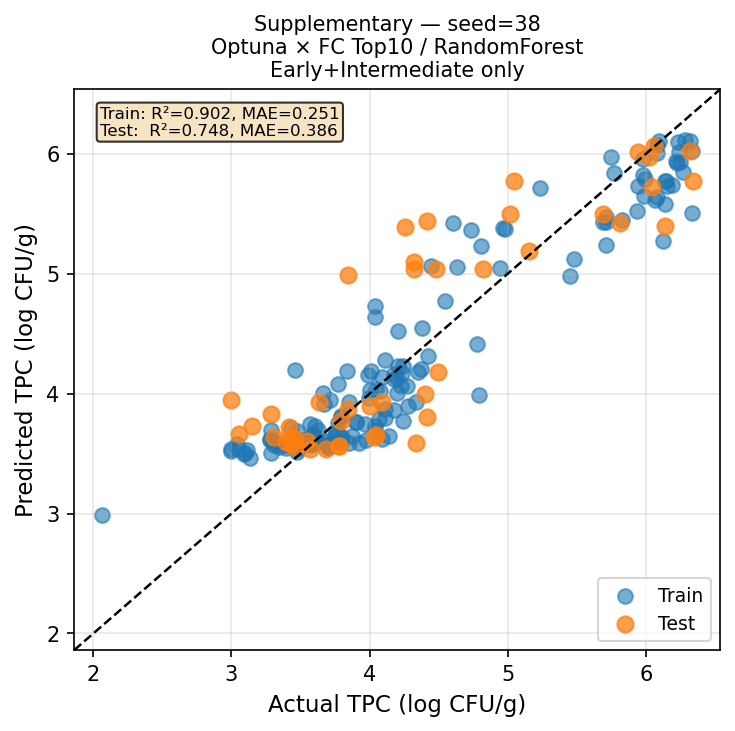 Supplementary — seed=38
Optuna × FC Top10 / RandomForest
Early+Intermediate only
Train: R²=0.902, MAE=0.251
Test:  R²=0.748, MAE=0.386
Predicted TPC (log CFU/g)
6
5
4
3
2
Train
Test
2 3 4 5 6
Actual TPC (log CFU/g)